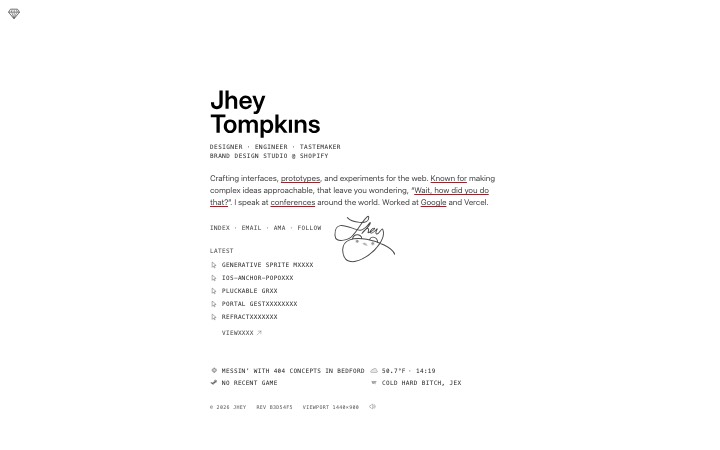 Jhey
Tompkıns
DESIGNER · ENGINEER · TASTEMAKER
BRAND DESIGN STUDIO @ SHOPIFY
Crafting interfaces, prototypes, and experiments for the web. Known for making
complex ideas approachable, that leave you wondering, "Wait, how did you do
that?". I speak at conferences around the world. Worked at Google and Vercel.
INDEX · EMAIL · AMA · FOLLOW
Jhey
LATEST
GENERATIVE SPRITE MXXXX
IOS-ANCHOR-POPOXXX
PLUCKABLE GRXX
PORTAL GESTXXXXXXXX
REFRACTXXXXXXX
VIEWXXXX ↗
MESSIN' WITH 404 CONCEPTS IN BEDFORD 50.7°F · 14:19
NO RECENT GAME COLD HARD BITCH, JEX
© 2026 JHEY REV B3D54F5 VIEWPORT 1440×900